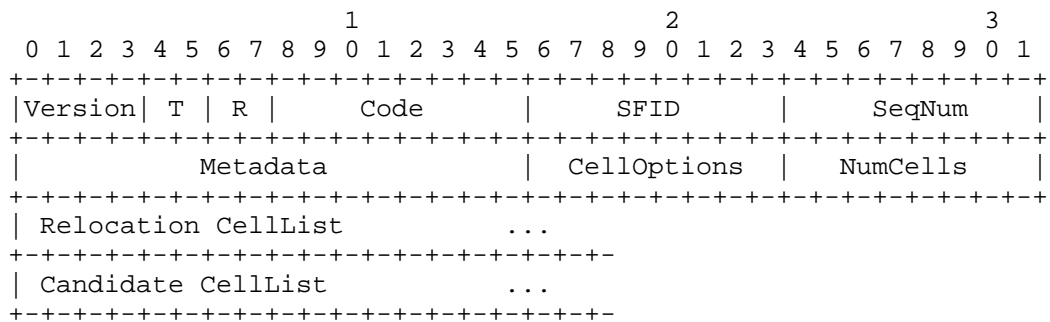 1                   2                   3
 0 1 2 3 4 5 6 7 8 9 0 1 2 3 4 5 6 7 8 9 0 1 2 3 4 5 6 7 8 9 0 1
+-+-+-+-+-+-+-+-+-+-+-+-+-+-+-+-+-+-+-+-+-+-+-+-+-+-+-+-+-+-+-+-+
|Version| T | R |     Code      |     SFID      |     SeqNum    |
+-+-+-+-+-+-+-+-+-+-+-+-+-+-+-+-+-+-+-+-+-+-+-+-+-+-+-+-+-+-+-+-+
|           Metadata            |  CellOptions  |   NumCells    |
+-+-+-+-+-+-+-+-+-+-+-+-+-+-+-+-+-+-+-+-+-+-+-+-+-+-+-+-+-+-+-+-+
| Relocation CellList          ...
+-+-+-+-+-+-+-+-+-+-+-+-+-+-+-+-+-+-+-
| Candidate CellList           ...
+-+-+-+-+-+-+-+-+-+-+-+-+-+-+-+-+-+-+-